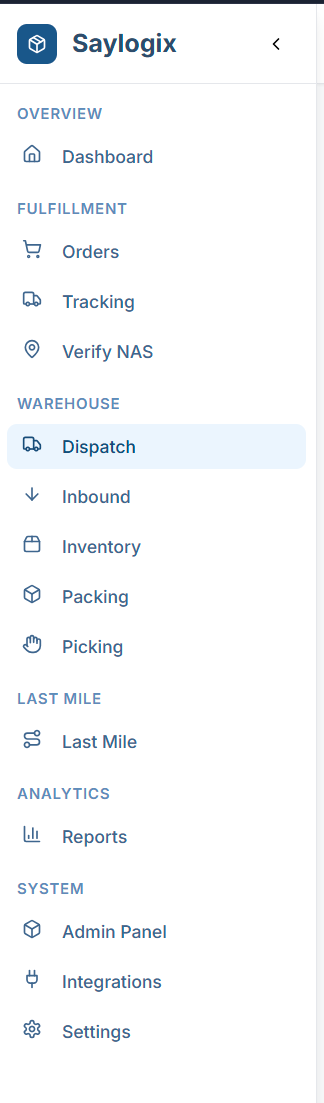 Saylogix
OVERVIEW
Dashboard
FULFILLMENT
Orders
Tracking
Verify NAS
WAREHOUSE
Dispatch
Inbound
Inventory
Packing
Picking
LAST MILE
Last Mile
ANALYTICS
Reports
SYSTEM
Admin Panel
Integrations
Settings